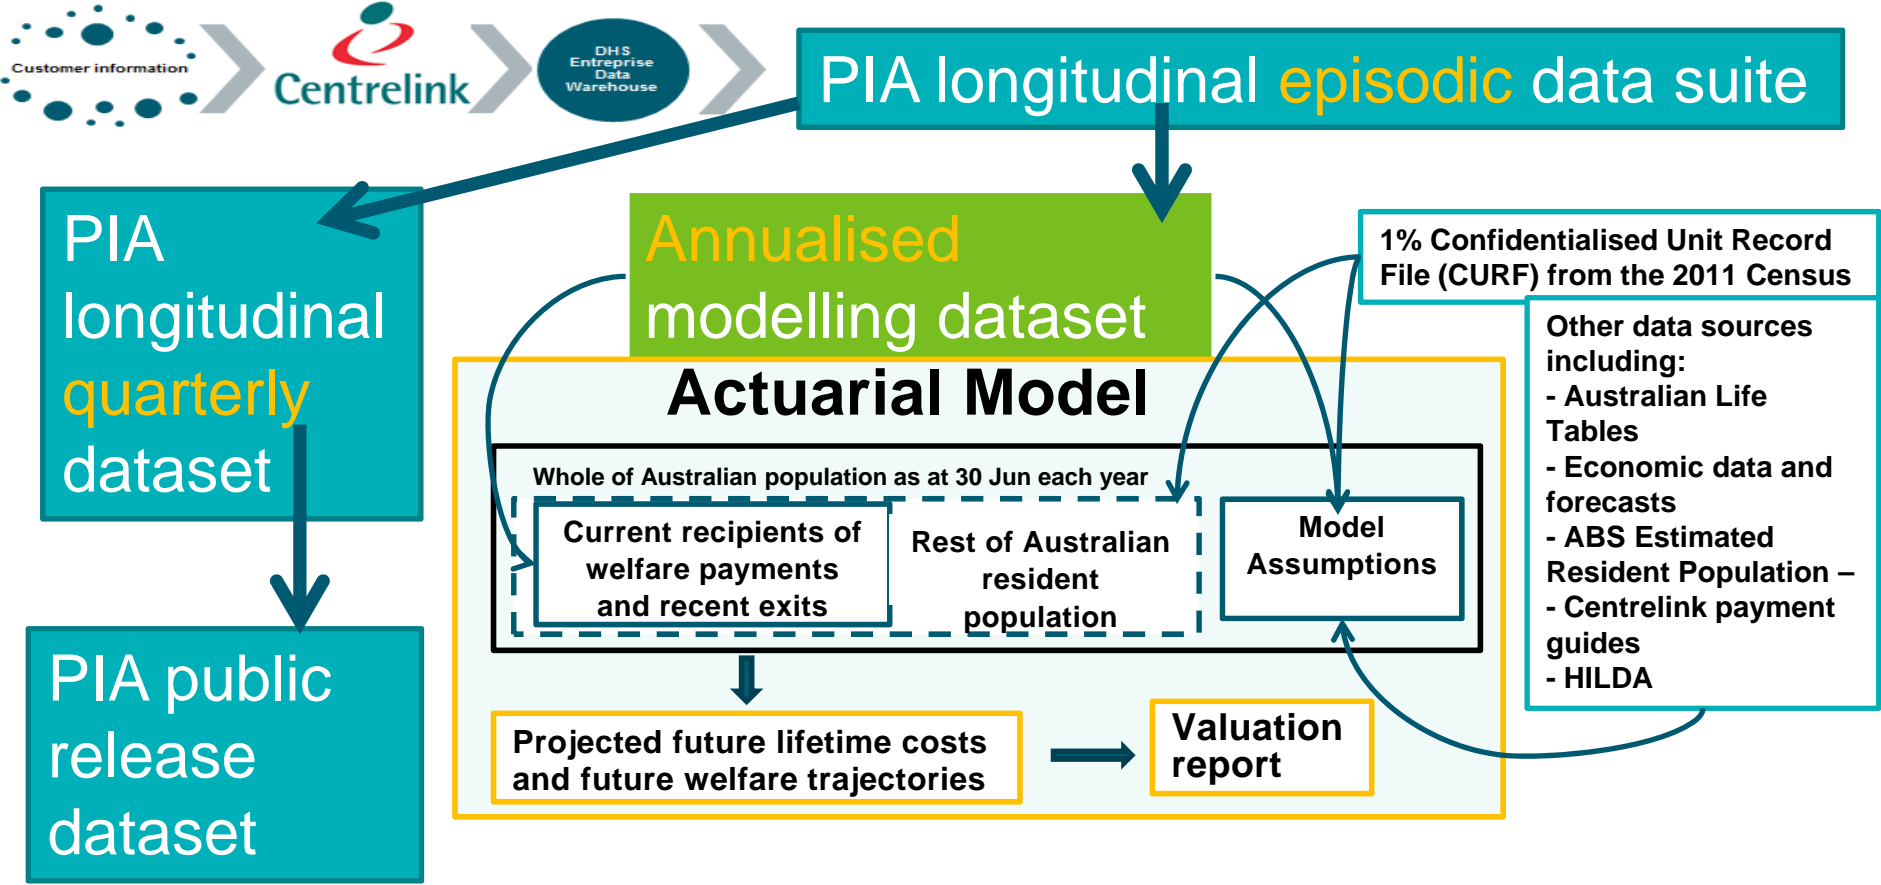 Customer information
Centrelink
DHS
Entreprise
Data
Warehouse
PIA longitudinal episodic data suite
PIA
longitudinal
quarterly
dataset
PIA public
release
dataset
Annualised
modelling dataset
Actuarial Model
Whole of Australian population as at 30 Jun each year
Current recipients of
welfare payments
and recent exits
Rest of Australian
resident
population
Model
Assumptions
Projected future lifetime costs
and future welfare trajectories
Valuation
report
1% Confidentialised Unit Record
File (CURF) from the 2011 Census
Other data sources
including:
- Australian Life
Tables
- Economic data and
forecasts
- ABS Estimated
Resident Population –
- Centrelink payment
guides
- HILDA